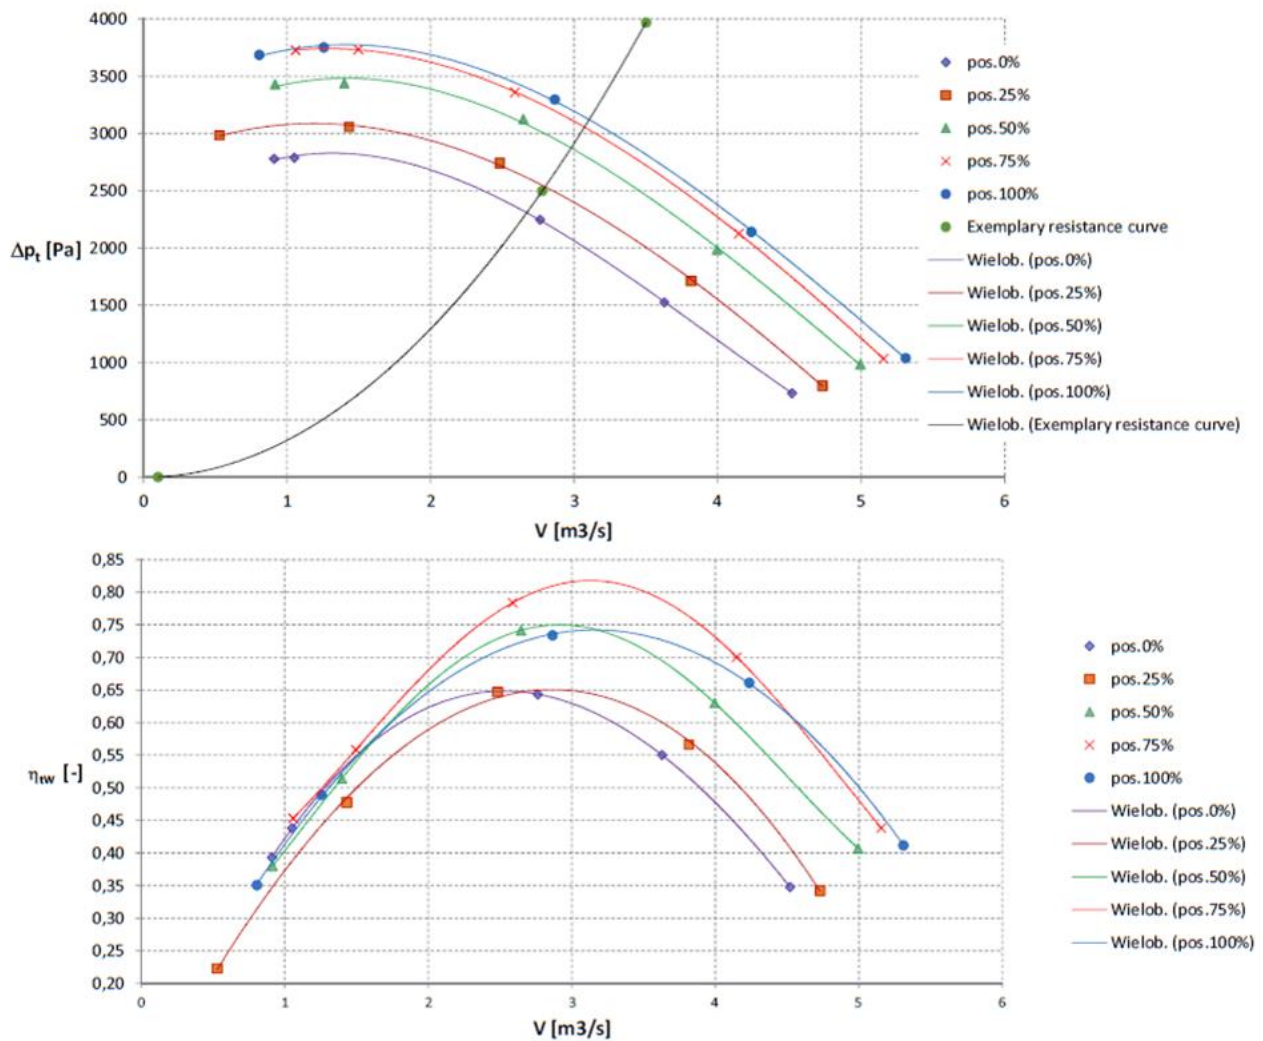 4000
3500
3000
2500
2000
1500
1000
500
0
Δpt [Pa]
0 1 2 3 4 5 6
V [m3/s]
pos.0%
pos.25%
pos.50%
pos.75%
pos.100%
Exemplary resistance curve
Wielob. (pos.0%)
Wielob. (pos.25%)
Wielob. (pos.50%)
Wielob. (pos.75%)
Wielob. (pos.100%)
Wielob. (Exemplary resistance curve)
0,85
0,80
0,75
0,70
0,65
0,60
0,55
0,50
0,45
0,40
0,35
0,30
0,25
0,20
ηtw [-]
0 1 2 3 4 5 6
V [m3/s]
pos.0%
pos.25%
pos.50%
pos.75%
pos.100%
Wielob. (pos.0%)
Wielob. (pos.25%)
Wielob. (pos.50%)
Wielob. (pos.75%)
Wielob. (pos.100%)